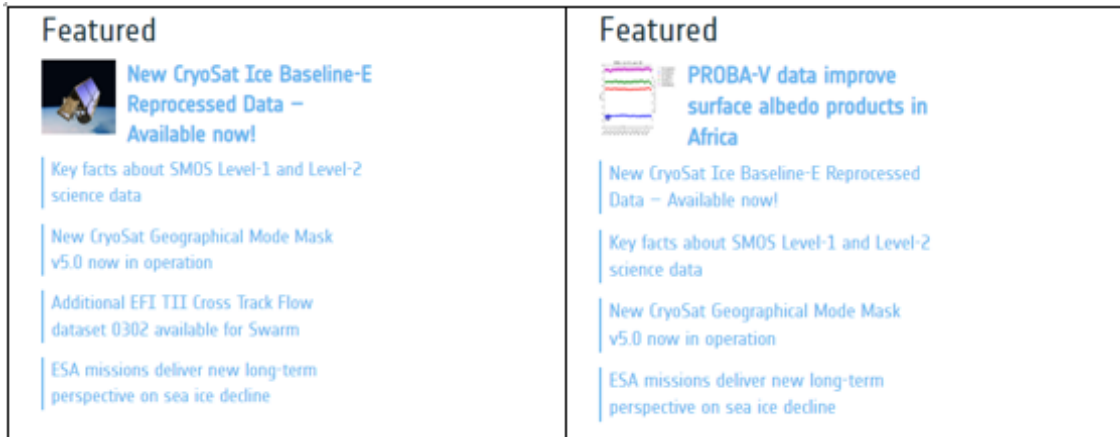 Featured
New CryoSat Ice Baseline-E
Reprocessed Data –
Available now!
Key facts about SMOS Level-1 and Level-2
science data
New CryoSat Geographical Mode Mask
v5.0 now in operation
Additional EFI TII Cross Track Flow
dataset 0302 available for Swarm
ESA missions deliver new long-term
perspective on sea ice decline
Featured
PROBA-V data improve
surface albedo products in
Africa
New CryoSat Ice Baseline-E Reprocessed
Data – Available now!
Key facts about SMOS Level-1 and Level-2
science data
New CryoSat Geographical Mode Mask
v5.0 now in operation
ESA missions deliver new long-term
perspective on sea ice decline